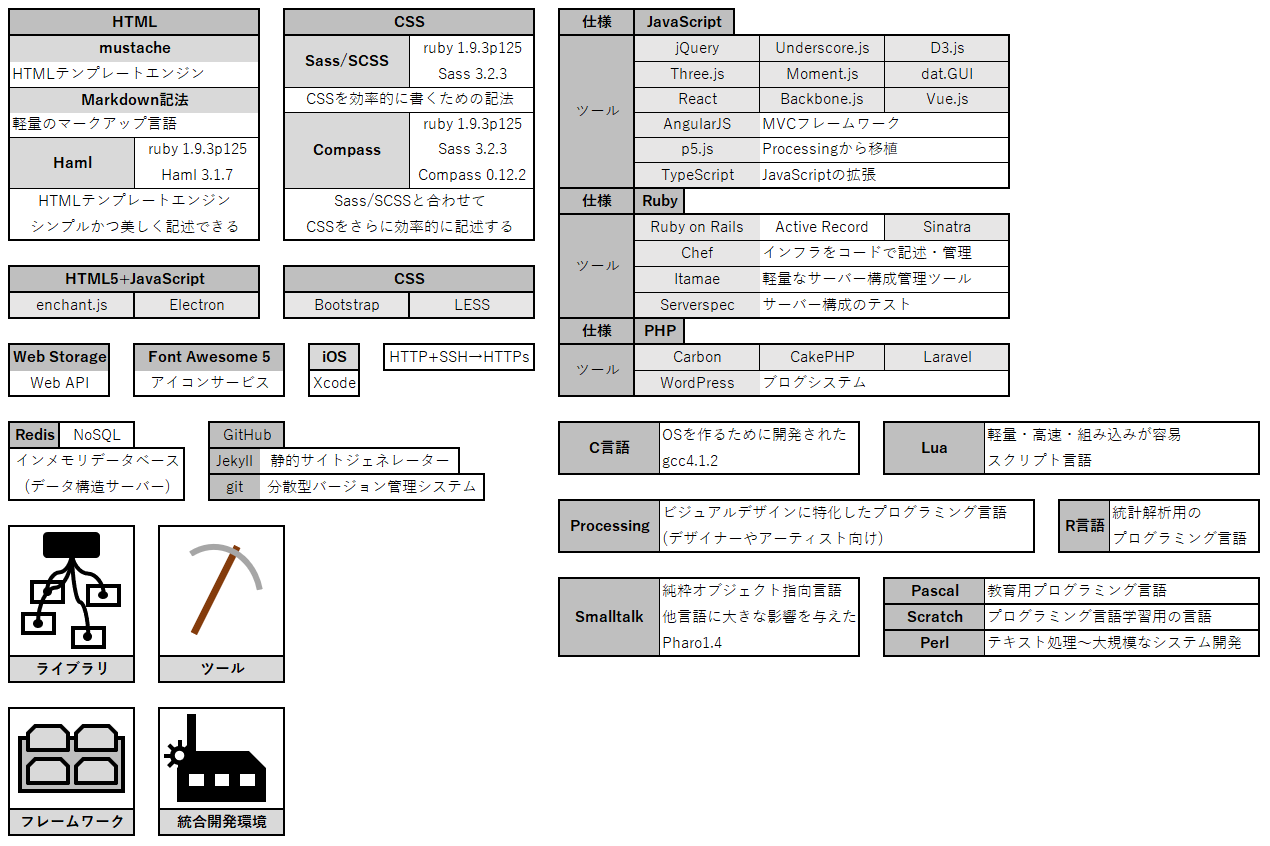 HTML
mustache
HTMLテンプレートエンジン
Markdown記法
軽量のマークアップ言語
Haml
ruby 1.9.3p125
Haml 3.1.7
HTMLテンプレートエンジン
シンプルかつ美しく記述できる
CSS
Sass/SCSS
ruby 1.9.3p125
Sass 3.2.3
CSSを効率的に書くための記法
Compass
ruby 1.9.3p125
Sass 3.2.3
Compass 0.12.2
Sass/SCSSと合わせて
CSSをさらに効率的に記述する
HTML5+JavaScript
enchant.js Electron
CSS
Bootstrap LESS
Web Storage
Web API
Font Awesome 5
アイコンサービス
iOS
Xcode
HTTP+SSH→HTTPs
Redis NoSQL
インメモリデータベース
（データ構造サーバー）
GitHub
Jekyll 静的サイトジェネレーター
git 分散型バージョン管理システム
ライブラリ
ツール
フレームワーク
統合開発環境
仕様 JavaScript
ツール
jQuery Underscore.js D3.js
Three.js Moment.js dat.GUI
React Backbone.js Vue.js
AngularJS MVCフレームワーク
p5.js Processingから移植
TypeScript JavaScriptの拡張
仕様 Ruby
ツール
Ruby on Rails Active Record Sinatra
Chef インフラをコードで記述・管理
Itamae 軽量なサーバー構成管理ツール
Serverspec サーバー構成のテスト
仕様 PHP
ツール
Carbon CakePHP Laravel
WordPress ブログシステム
C言語
OSを作るために開発された
gcc4.1.2
Lua
軽量・高速・組み込みが容易
スクリプト言語
Processing
ビジュアルデザインに特化したプログラミング言語
(デザイナーやアーティスト向け)
R言語
統計解析用の
プログラミング言語
Smalltalk
純粋オブジェクト指向言語
他言語に大きな影響を与えた
Pharo1.4
Pascal 教育用プログラミング言語
Scratch プログラミング言語学習用の言語
Perl テキスト処理～大規模なシステム開発